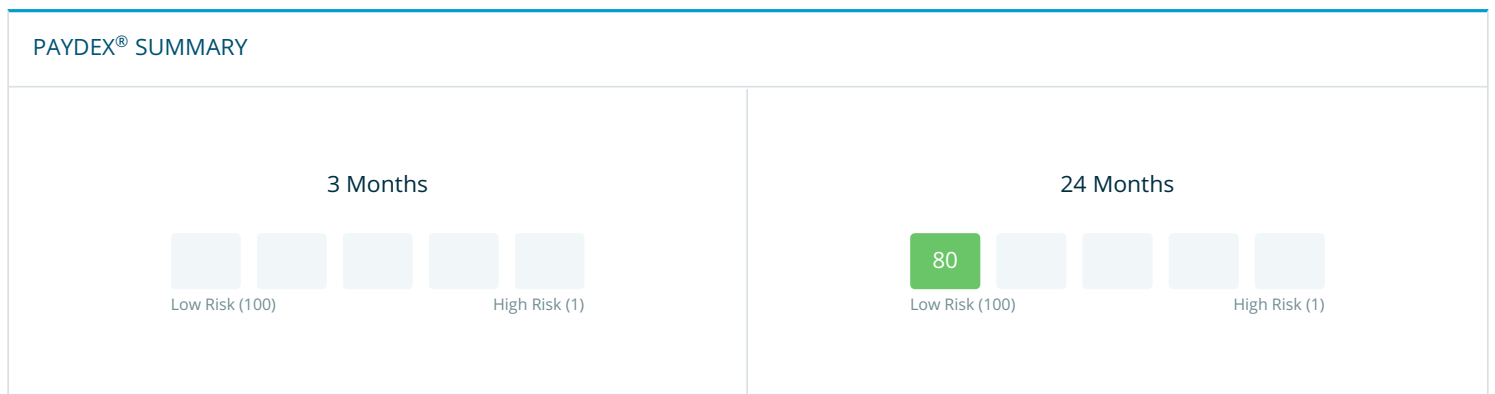 PAYDEX® SUMMARY
3 Months
Low Risk (100) High Risk (1)
24 Months
80
Low Risk (100) High Risk (1)